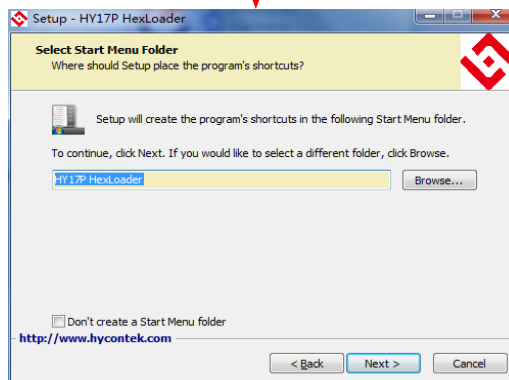 Setup - HY17P HexLoader
Select Start Menu Folder
Where should Setup place the program's shortcuts?
Setup will create the program's shortcuts in the following Start Menu folder.
To continue, click Next. If you would like to select a different folder, click Browse.
HY17P HexLoader
Browse...
Don't create a Start Menu folder
http://www.hycontek.com
< Back
Next >
Cancel